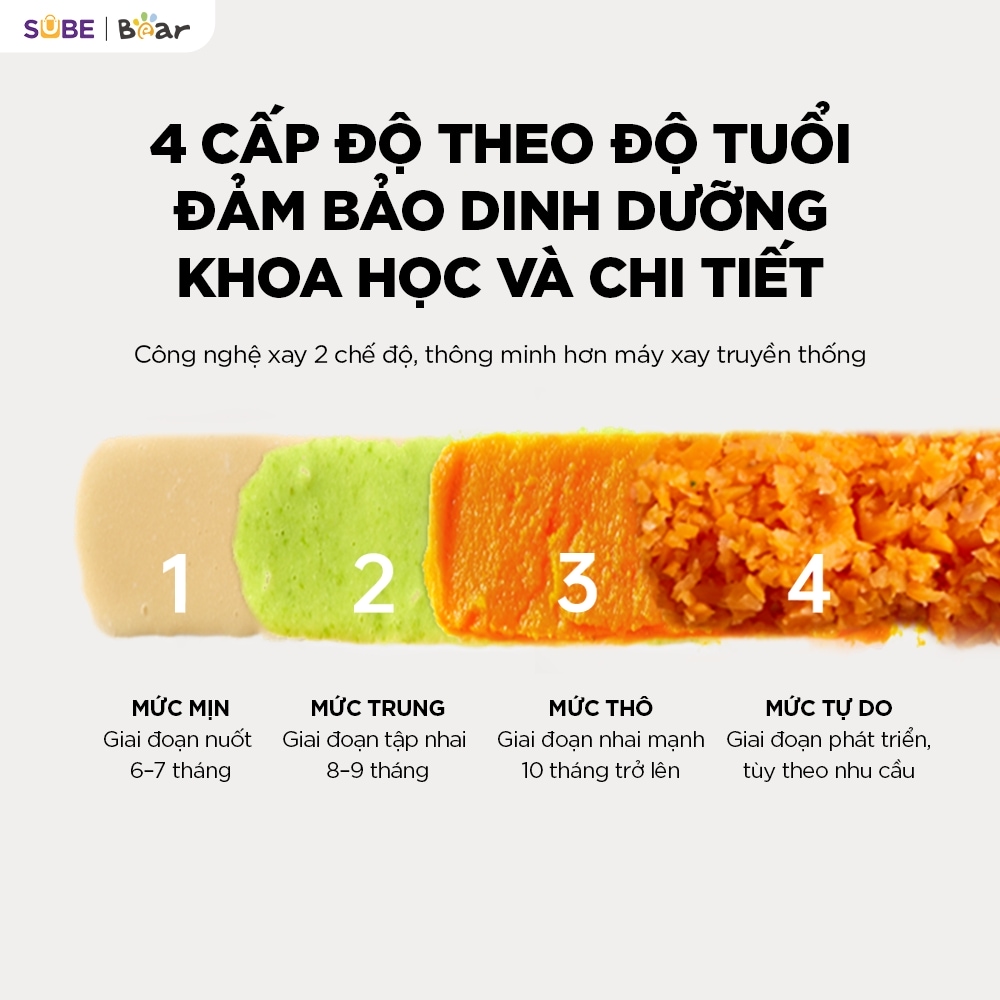 SUBE | Bear
4 CẤP ĐỘ THEO ĐỘ TUỔI
ĐẢM BẢO DINH DƯỠNG
KHOA HỌC VÀ CHI TIẾT
Công nghệ xay 2 chế độ, thông minh hơn máy xay truyền thống
1 2 3 4
MỨC MỊN
Giai đoạn nuốt
6–7 tháng
MỨC TRUNG
Giai đoạn tập nhai
8–9 tháng
MỨC THÔ
Giai đoạn nhai mạnh
10 tháng trở lên
MỨC TỰ DO
Giai đoạn phát triển,
tùy theo nhu cầu